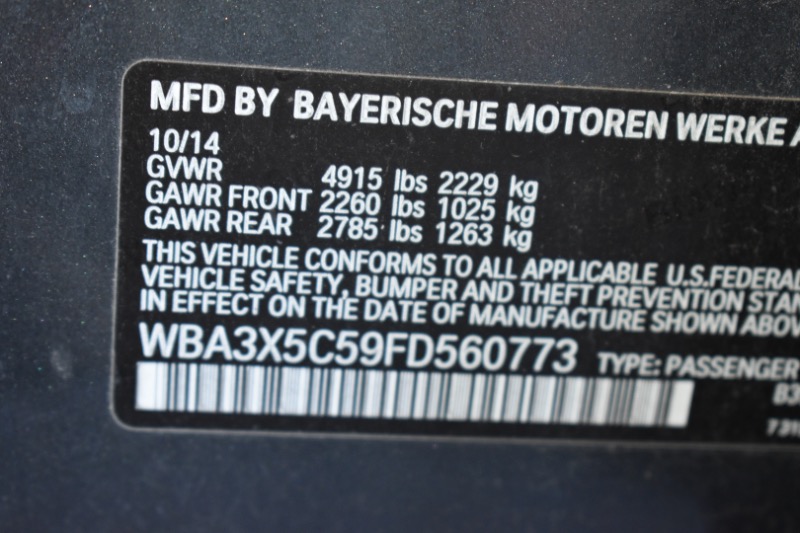 MFD BY BAYERISCHE MOTOREN WERKE
10/14
GVWR 4915 lbs 2229 kg
GAWR FRONT 2260 lbs 1025 kg
GAWR REAR 2785 lbs 1263 kg
THIS VEHICLE CONFORMS TO ALL APPLICABLE U.S.FEDERAL
VEHICLE SAFETY, BUMPER AND THEFT PREVENTION STAN
IN EFFECT ON THE DATE OF MANUFACTURE SHOWN ABOV
WBA3X5C59FD560773 TYPE: PASSENGER